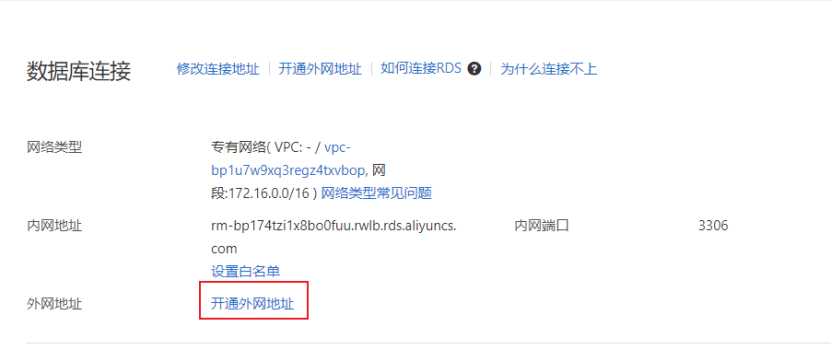 数据库连接 修改连接地址 开通外网地址 如何连接RDS ? 为什么连接不上
网络类型 专有网络( VPC: - / vpc-
bp1u7w9xq3regz4txvbop, 网
段:172.16.0.0/16 ) 网络类型常见问题
内网地址 rm-bp174tzi1x8bo0fuu.rwlb.rds.aliyuncs. 内网端口 3306
com
设置白名单
外网地址 开通外网地址